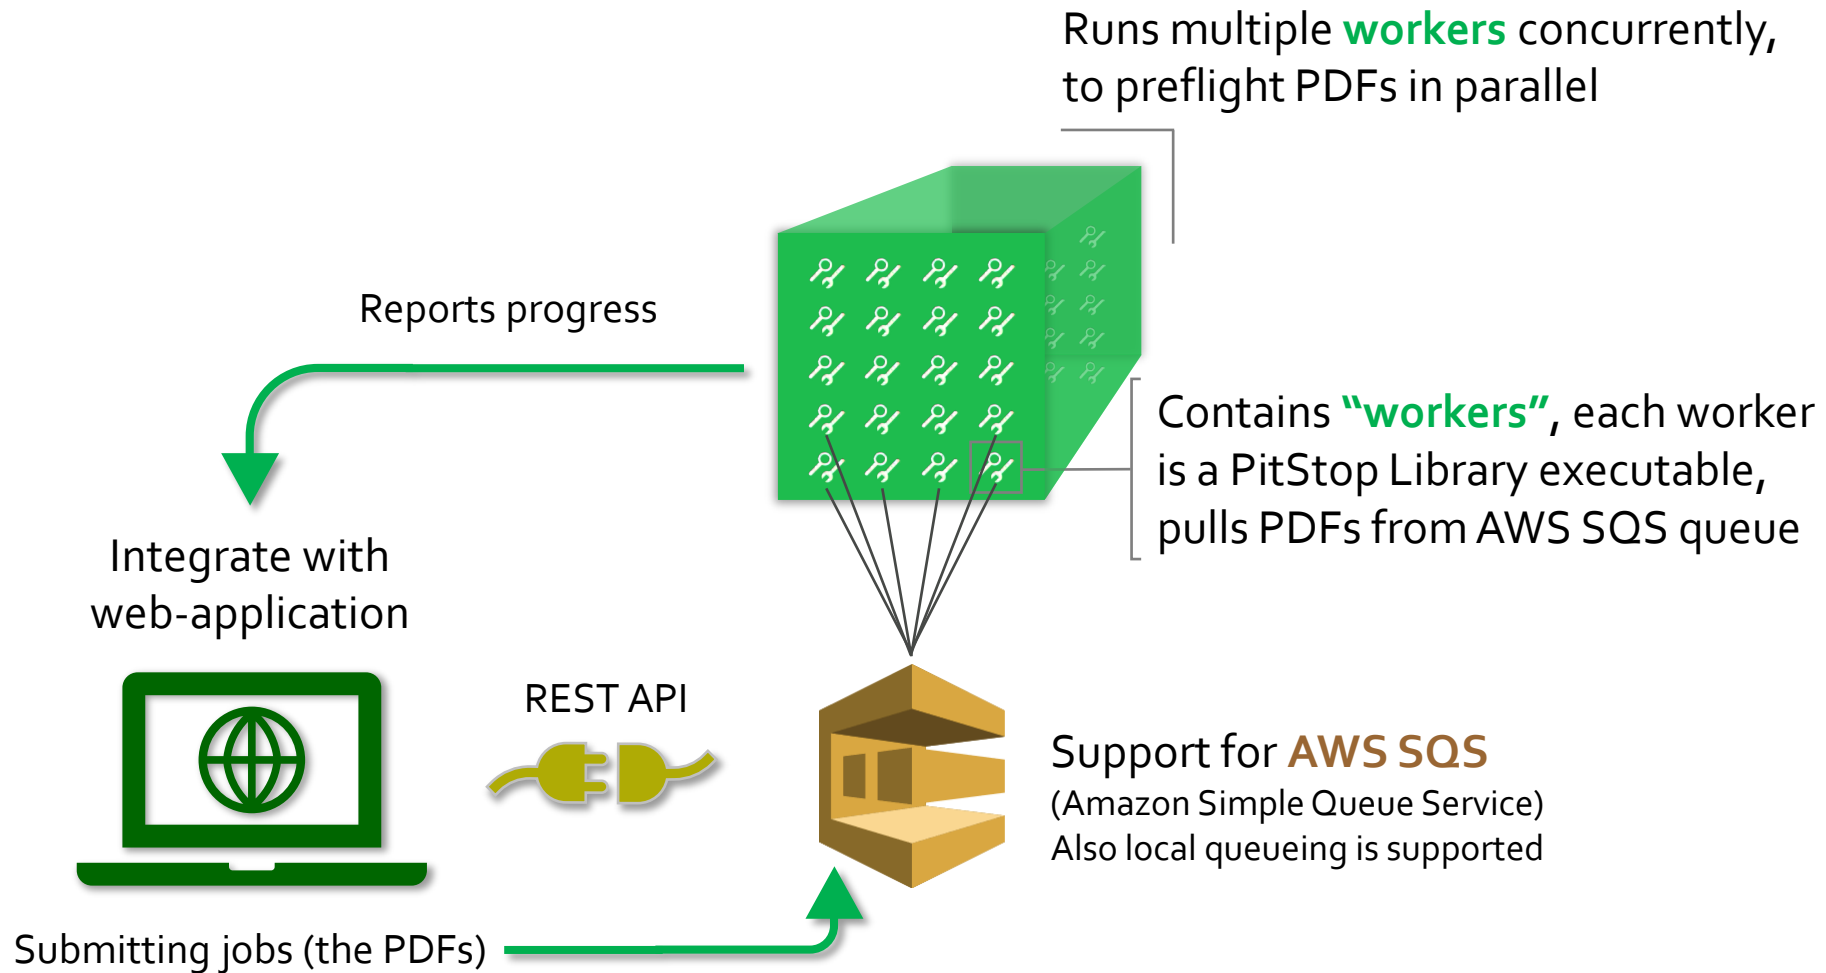 Runs multiple workers concurrently,
to preflight PDFs in parallel
Reports progress
Contains “workers”, each worker
is a PitStop Library executable,
pulls PDFs from AWS SQS queue
Integrate with
web-application
REST API
Support for AWS SQS
(Amazon Simple Queue Service)
Also local queueing is supported
Submitting jobs (the PDFs)